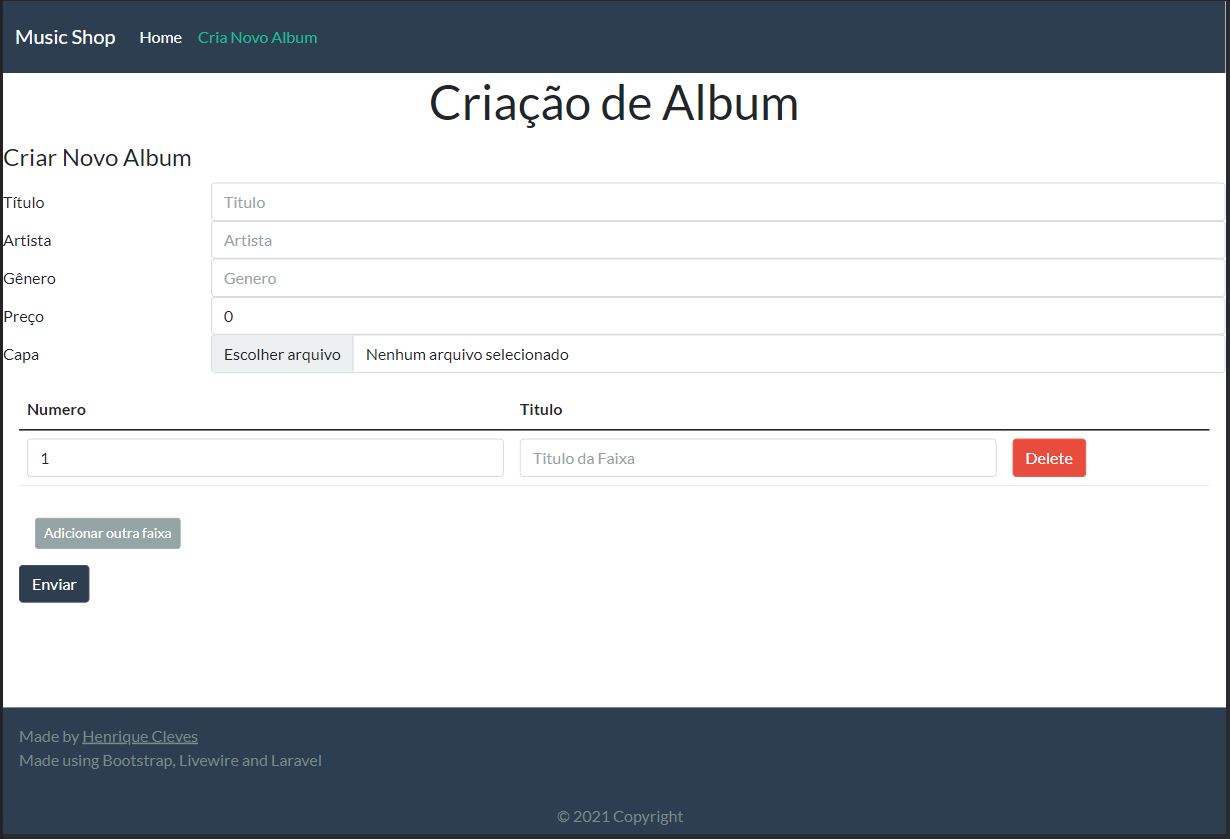 Music Shop Home Cria Novo Album
Criação de Album
Criar Novo Album
Título Titulo
Artista Artista
Gênero Genero
Preço 0
Capa Escolher arquivo Nenhum arquivo selecionado
Numero Titulo
1 Titulo da Faixa Delete
Adicionar outra faixa
Enviar
Made by Henrique Cleves
Made using Bootstrap, Livewire and Laravel
© 2021 Copyright